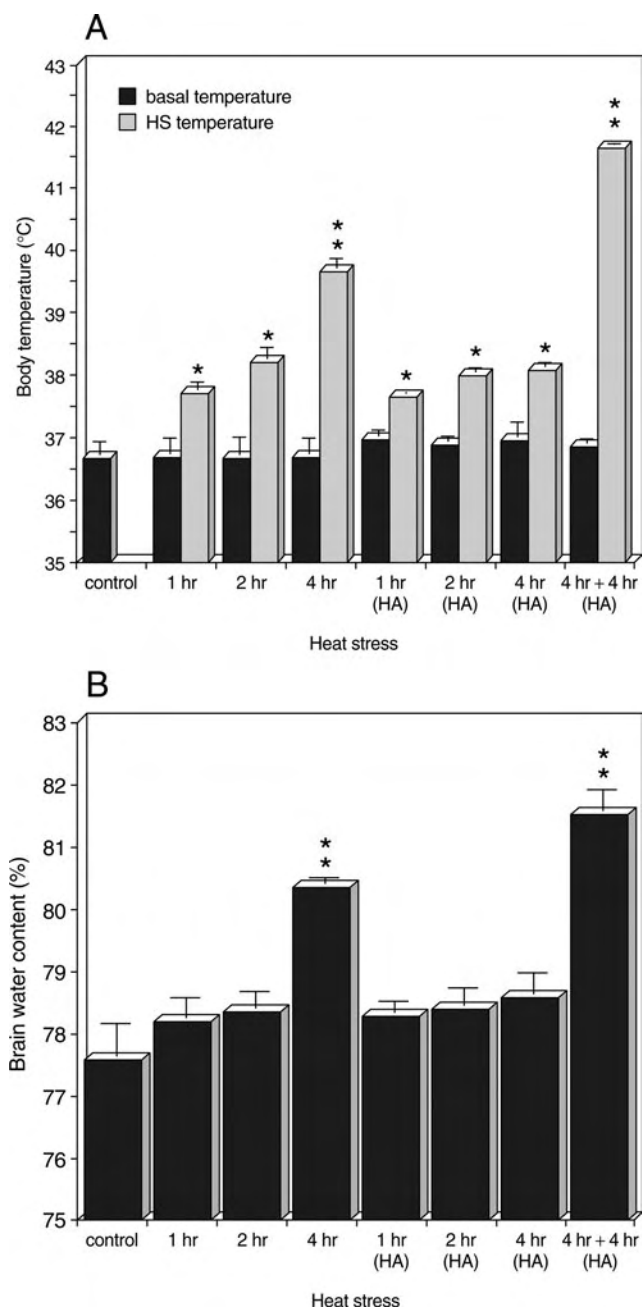 A
43
42
41
40
39
38
37
36
35
Body temperature (°C)
basal temperature
HS temperature
*
*
*
*
*
*
*
*
*
control 1 hr 2 hr 4 hr 1 hr 2 hr 4 hr 4 hr + 4 hr
(HA) (HA) (HA) (HA)
Heat stress
B
83
82
81
80
79
78
77
76
75
Brain water content (%)
*
*
*
*
control 1 hr 2 hr 4 hr 1 hr 2 hr 4 hr 4 hr + 4 hr
(HA) (HA) (HA) (HA)
Heat stress